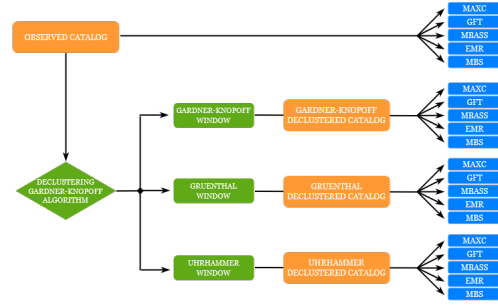 OBSERVED CATALOG
MAXC
GFT
MBASS
EMR
MBS
DECLUSTERING
GARDNER-KNOPOFF
ALGORITHM
GARDNER-KNOPOFF
WINDOW
GARDNER-KNOPOFF
DECLUSTERED CATALOG
MAXC
GFT
MBASS
EMR
MBS
GRUENTHAL
WINDOW
GRUENTHAL
DECLUSTERED CATALOG
MAXC
GFT
MBASS
EMR
MBS
UHRHAMMER
WINDOW
UHRHAMMER
DECLUSTERED CATALOG
MAXC
GFT
MBASS
EMR
MBS